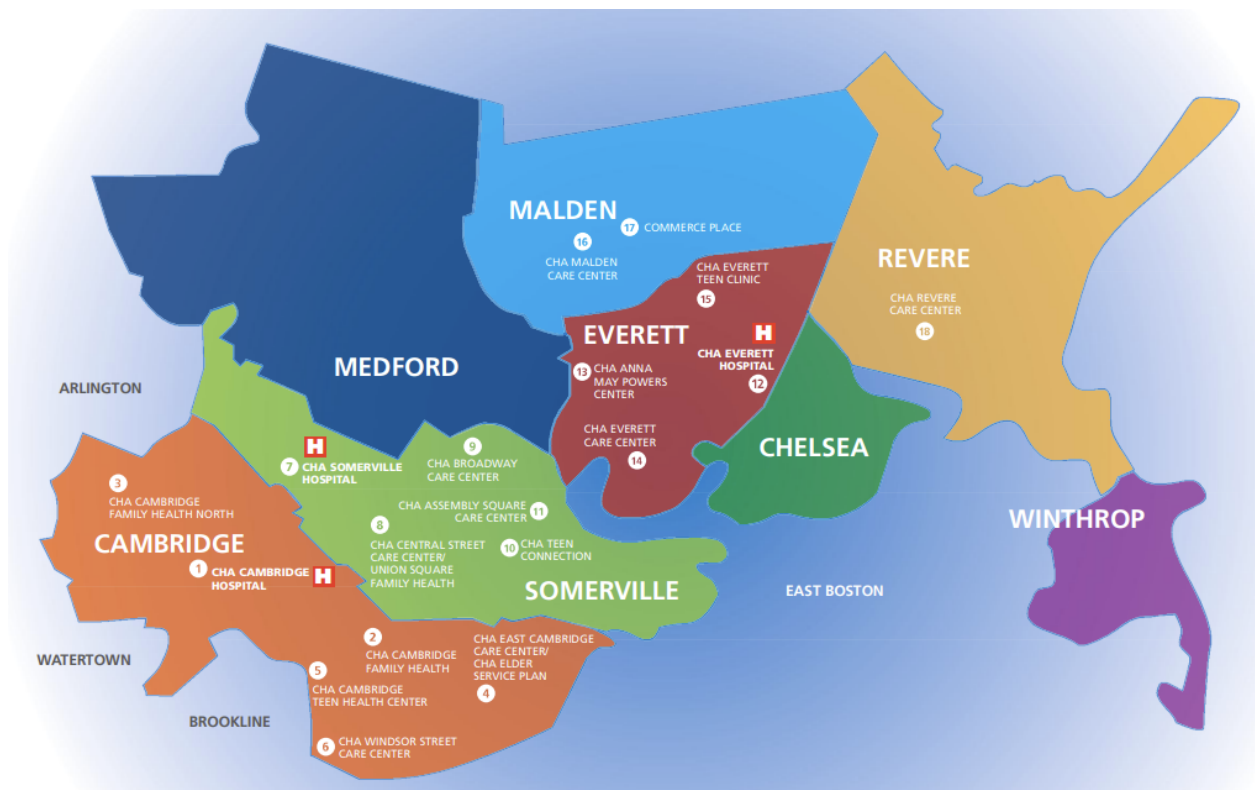 MALDEN
17 COMMERCE PLACE
16
CHA MALDEN
CARE CENTER
REVERE
CHA REVERE
CARE CENTER
18
CHA EVERETT
TEEN CLINIC
15
EVERETT
H
CHA EVERETT
HOSPITAL
12
13 CHA ANNA
MAY POWERS
CENTER
CHA EVERETT
CARE CENTER
14
MEDFORD
CHELSEA
ARLINGTON
H
7 CHA SOMERVILLE
HOSPITAL
9
CHA BROADWAY
CARE CENTER
CHA ASSEMBLY SQUARE
CARE CENTER 11
8
CHA CENTRAL STREET
CARE CENTER/
UNION SQUARE
FAMILY HEALTH
10 CHA TEEN
CONNECTION
SOMERVILLE
3
CHA CAMBRIDGE
FAMILY HEALTH NORTH
CAMBRIDGE
1 CHA CAMBRIDGE
HOSPITAL
H
WINTHROP
EAST BOSTON
WATERTOWN
2
CHA CAMBRIDGE
FAMILY HEALTH
CHA EAST CAMBRIDGE
CARE CENTER/
CHA ELDER
SERVICE PLAN
4
5
CHA CAMBRIDGE
TEEN HEALTH CENTER
BROOKLINE
6 CHA WINDSOR STREET
CARE CENTER